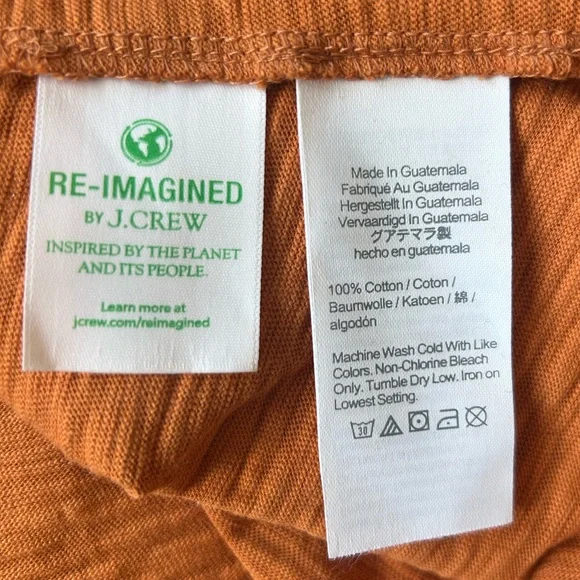 RE-IMAGINED
BY J.CREW
INSPIRED BY THE PLANET
AND ITS PEOPLE.
Learn more at
jcrew.com/reimagined
Made In Guatemala
Fabriqué Au Guatemala
Hergestellt In Guatemala
Vervaardigd In Guatemala
グアテマラ製
hecho en guatemala
100% Cotton / Coton /
Baumwolle / Katoen / 綿 /
algodón
Machine Wash Cold With Like
Colors. Non-Chlorine Bleach
Only. Tumble Dry Low. Iron on
Lowest Setting.
30